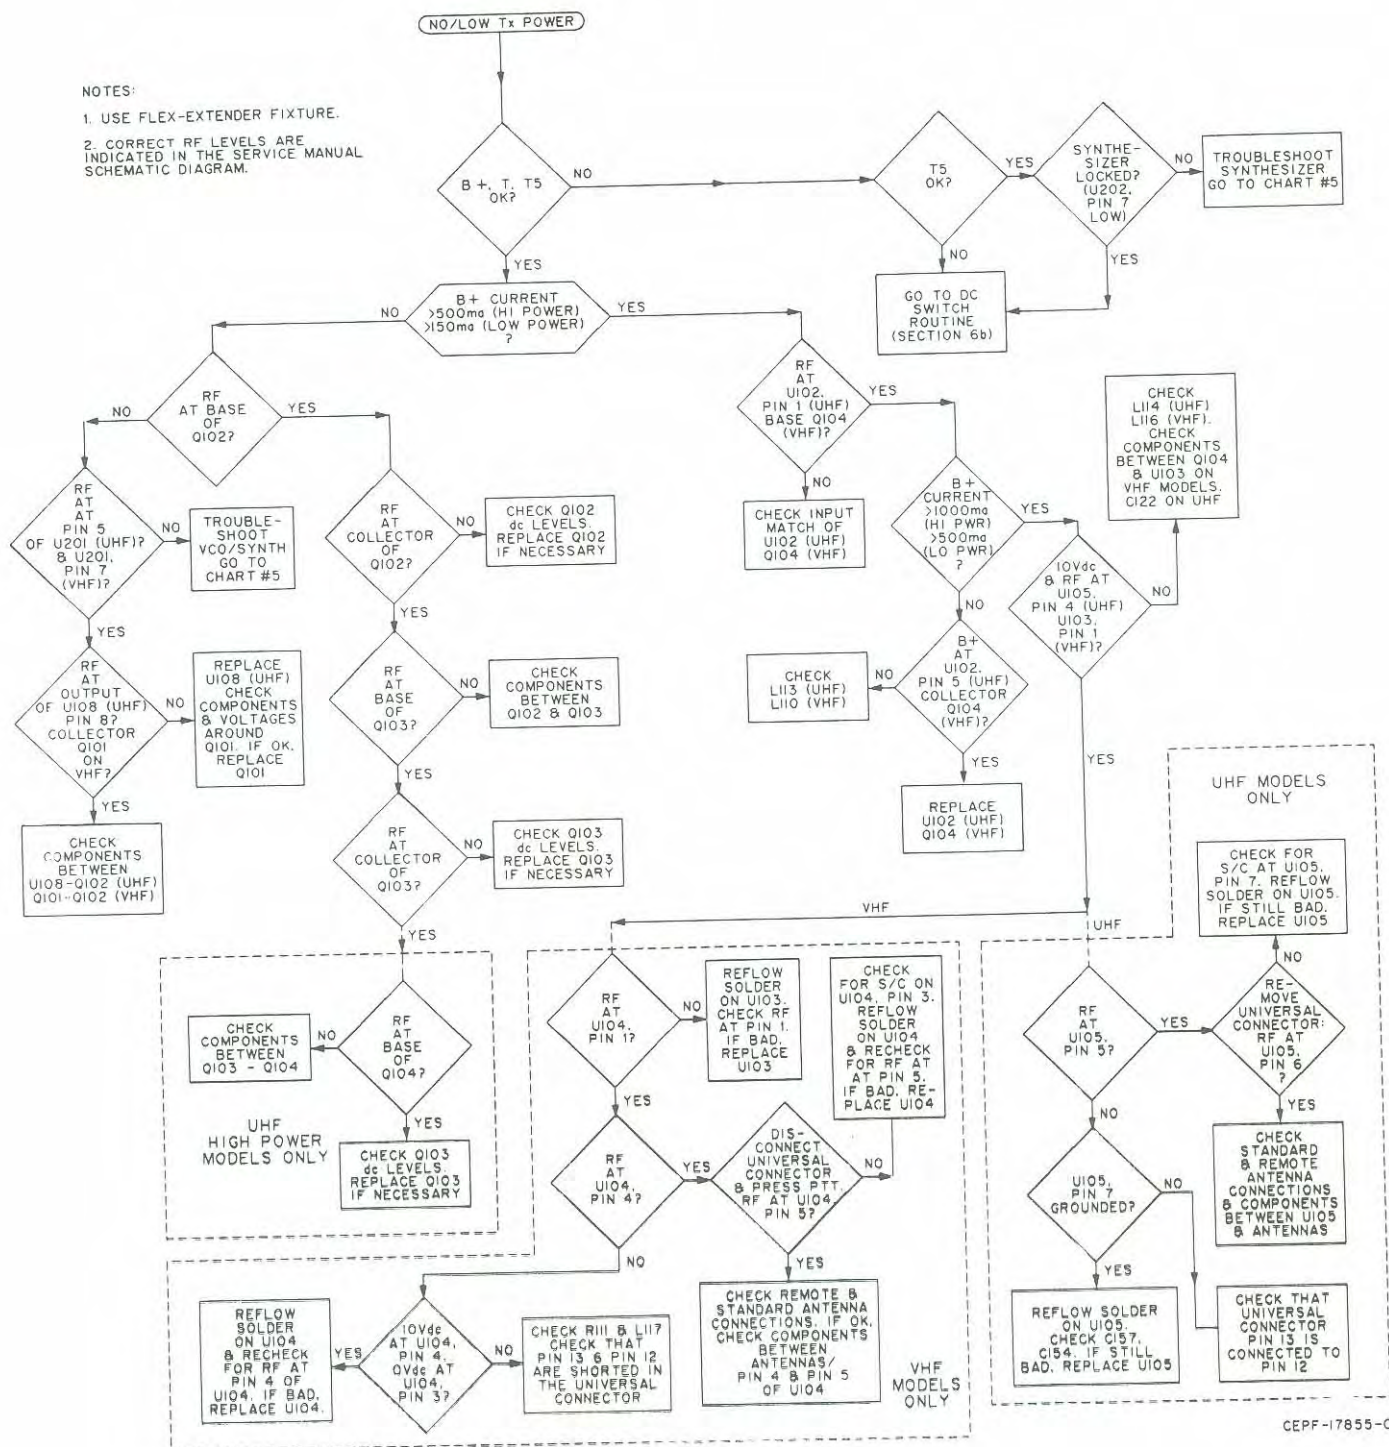 NO/LOW Tx POWER
NOTES:
1. USE FLEX-EXTENDER FIXTURE.
2. CORRECT RF LEVELS ARE
INDICATED IN THE SERVICE MANUAL
SCHEMATIC DIAGRAM.
B+, T, T5
OK?
NO
YES
T5
OK?
YES
NO
SYNTHE-
SIZER
LOCKED?
(U202,
PIN 7
LOW)
NO
YES
TROUBLESHOOT
SYNTHESIZER
GO TO CHART #5
GO TO DC
SWITCH
ROUTINE
(SECTION 6b)
B+ CURRENT
>500ma (HI POWER)
>150ma (LOW POWER)
?
NO
YES
RF
AT BASE
OF
Q102?
NO
YES
RF
AT
AT
PIN 5
OF U201 (UHF)?
& U201,
PIN 7
(VHF)?
NO
YES
TROUBLE-
SHOOT
VCO/SYNTH
GO TO
CHART #5
RF
AT
OUTPUT
OF U108 (UHF)
PIN 8?
COLLECTOR
Q101
ON
VHF?
NO
YES
REPLACE
U108 (UHF)
CHECK
COMPONENTS
& VOLTAGES
AROUND
Q101. IF OK,
REPLACE
Q101
CHECK
COMPONENTS
BETWEEN
U108-Q102 (UHF)
Q101-Q102 (VHF)
RF
AT
COLLECTOR
OF
Q102?
NO
YES
CHECK Q102
dc LEVELS.
REPLACE Q102
IF NECESSARY
RF
AT
BASE
OF
Q103?
NO
YES
CHECK
COMPONENTS
BETWEEN
Q102 & Q103
RF
AT
COLLECTOR
OF
Q103?
NO
YES
CHECK Q103
dc LEVELS.
REPLACE Q103
IF NECESSARY
RF
AT
BASE
OF
Q104?
NO
YES
CHECK
COMPONENTS
BETWEEN
Q103 - Q104
UHF
HIGH POWER
MODELS ONLY
CHECK Q103
dc LEVELS.
REPLACE Q103
IF NECESSARY
RF
AT
U102,
PIN 1 (UHF)
BASE Q104
(VHF)?
YES
NO
CHECK INPUT
MATCH OF
U102 (UHF)
Q104 (VHF)
B+
CURRENT
>1000ma
(HI PWR)
>500ma
(LO PWR)
?
YES
NO
B+
AT
U102,
PIN 5 (UHF)
COLLECTOR
Q104
(VHF)?
NO
YES
CHECK
L113 (UHF)
L110 (VHF)
REPLACE
U102 (UHF)
Q104 (VHF)
10Vdc
& RF AT
U105,
PIN 4 (UHF)
U103,
PIN 1
(VHF)?
NO
YES
CHECK
L114 (UHF)
L116 (VHF).
CHECK
COMPONENTS
BETWEEN Q104
& U103 ON
VHF MODELS.
C122 ON UHF
VHF
UHF
RF
AT
U104,
PIN 1?
NO
YES
REFLOW
SOLDER
ON U103.
CHECK RF
AT PIN 1.
IF BAD,
REPLACE
U103
RF
AT
U104,
PIN 4?
YES
NO
DIS-
CONNECT
UNIVERSAL
CONNECTOR
& PRESS PTT.
RF AT U104,
PIN 5?
NO
YES
CHECK
FOR S/C ON
U104, PIN 3.
REFLOW
SOLDER
ON U104
& RECHECK
FOR RF AT
AT PIN 5.
IF BAD, RE-
PLACE U104
CHECK REMOTE &
STANDARD ANTENNA
CONNECTIONS. IF OK,
CHECK COMPONENTS
BETWEEN
ANTENNAS/
PIN 4 & PIN 5
OF U104
10Vdc
AT U104,
PIN 4.
0Vdc AT
U104,
PIN 3?
YES
NO
REFLOW
SOLDER
ON U104
& RECHECK
FOR RF AT
PIN 4 OF
U104. IF BAD,
REPLACE U104.
CHECK R111 & L117
CHECK THAT
PIN 13 6 PIN 12
ARE SHORTED IN
THE UNIVERSAL
CONNECTOR
VHF
MODELS
ONLY
UHF MODELS
ONLY
RF
AT
U105,
PIN 5?
YES
NO
RE-
MOVE
UNIVERSAL
CONNECTOR:
RF AT
U105,
PIN 6
?
NO
YES
CHECK FOR
S/C AT U105,
PIN 7. REFLOW
SOLDER ON U105.
IF STILL BAD,
REPLACE U105
CHECK
STANDARD
& REMOTE
ANTENNA
CONNECTIONS
& COMPONENTS
BETWEEN U105
& ANTENNAS
U105,
PIN 7
GROUNDED?
NO
YES
REFLOW SOLDER
ON U105.
CHECK C157,
C154. IF STILL
BAD, REPLACE U105
CHECK THAT
UNIVERSAL
CONNECTOR
PIN 13 IS
CONNECTED TO
PIN 12
CEPF-17855-O